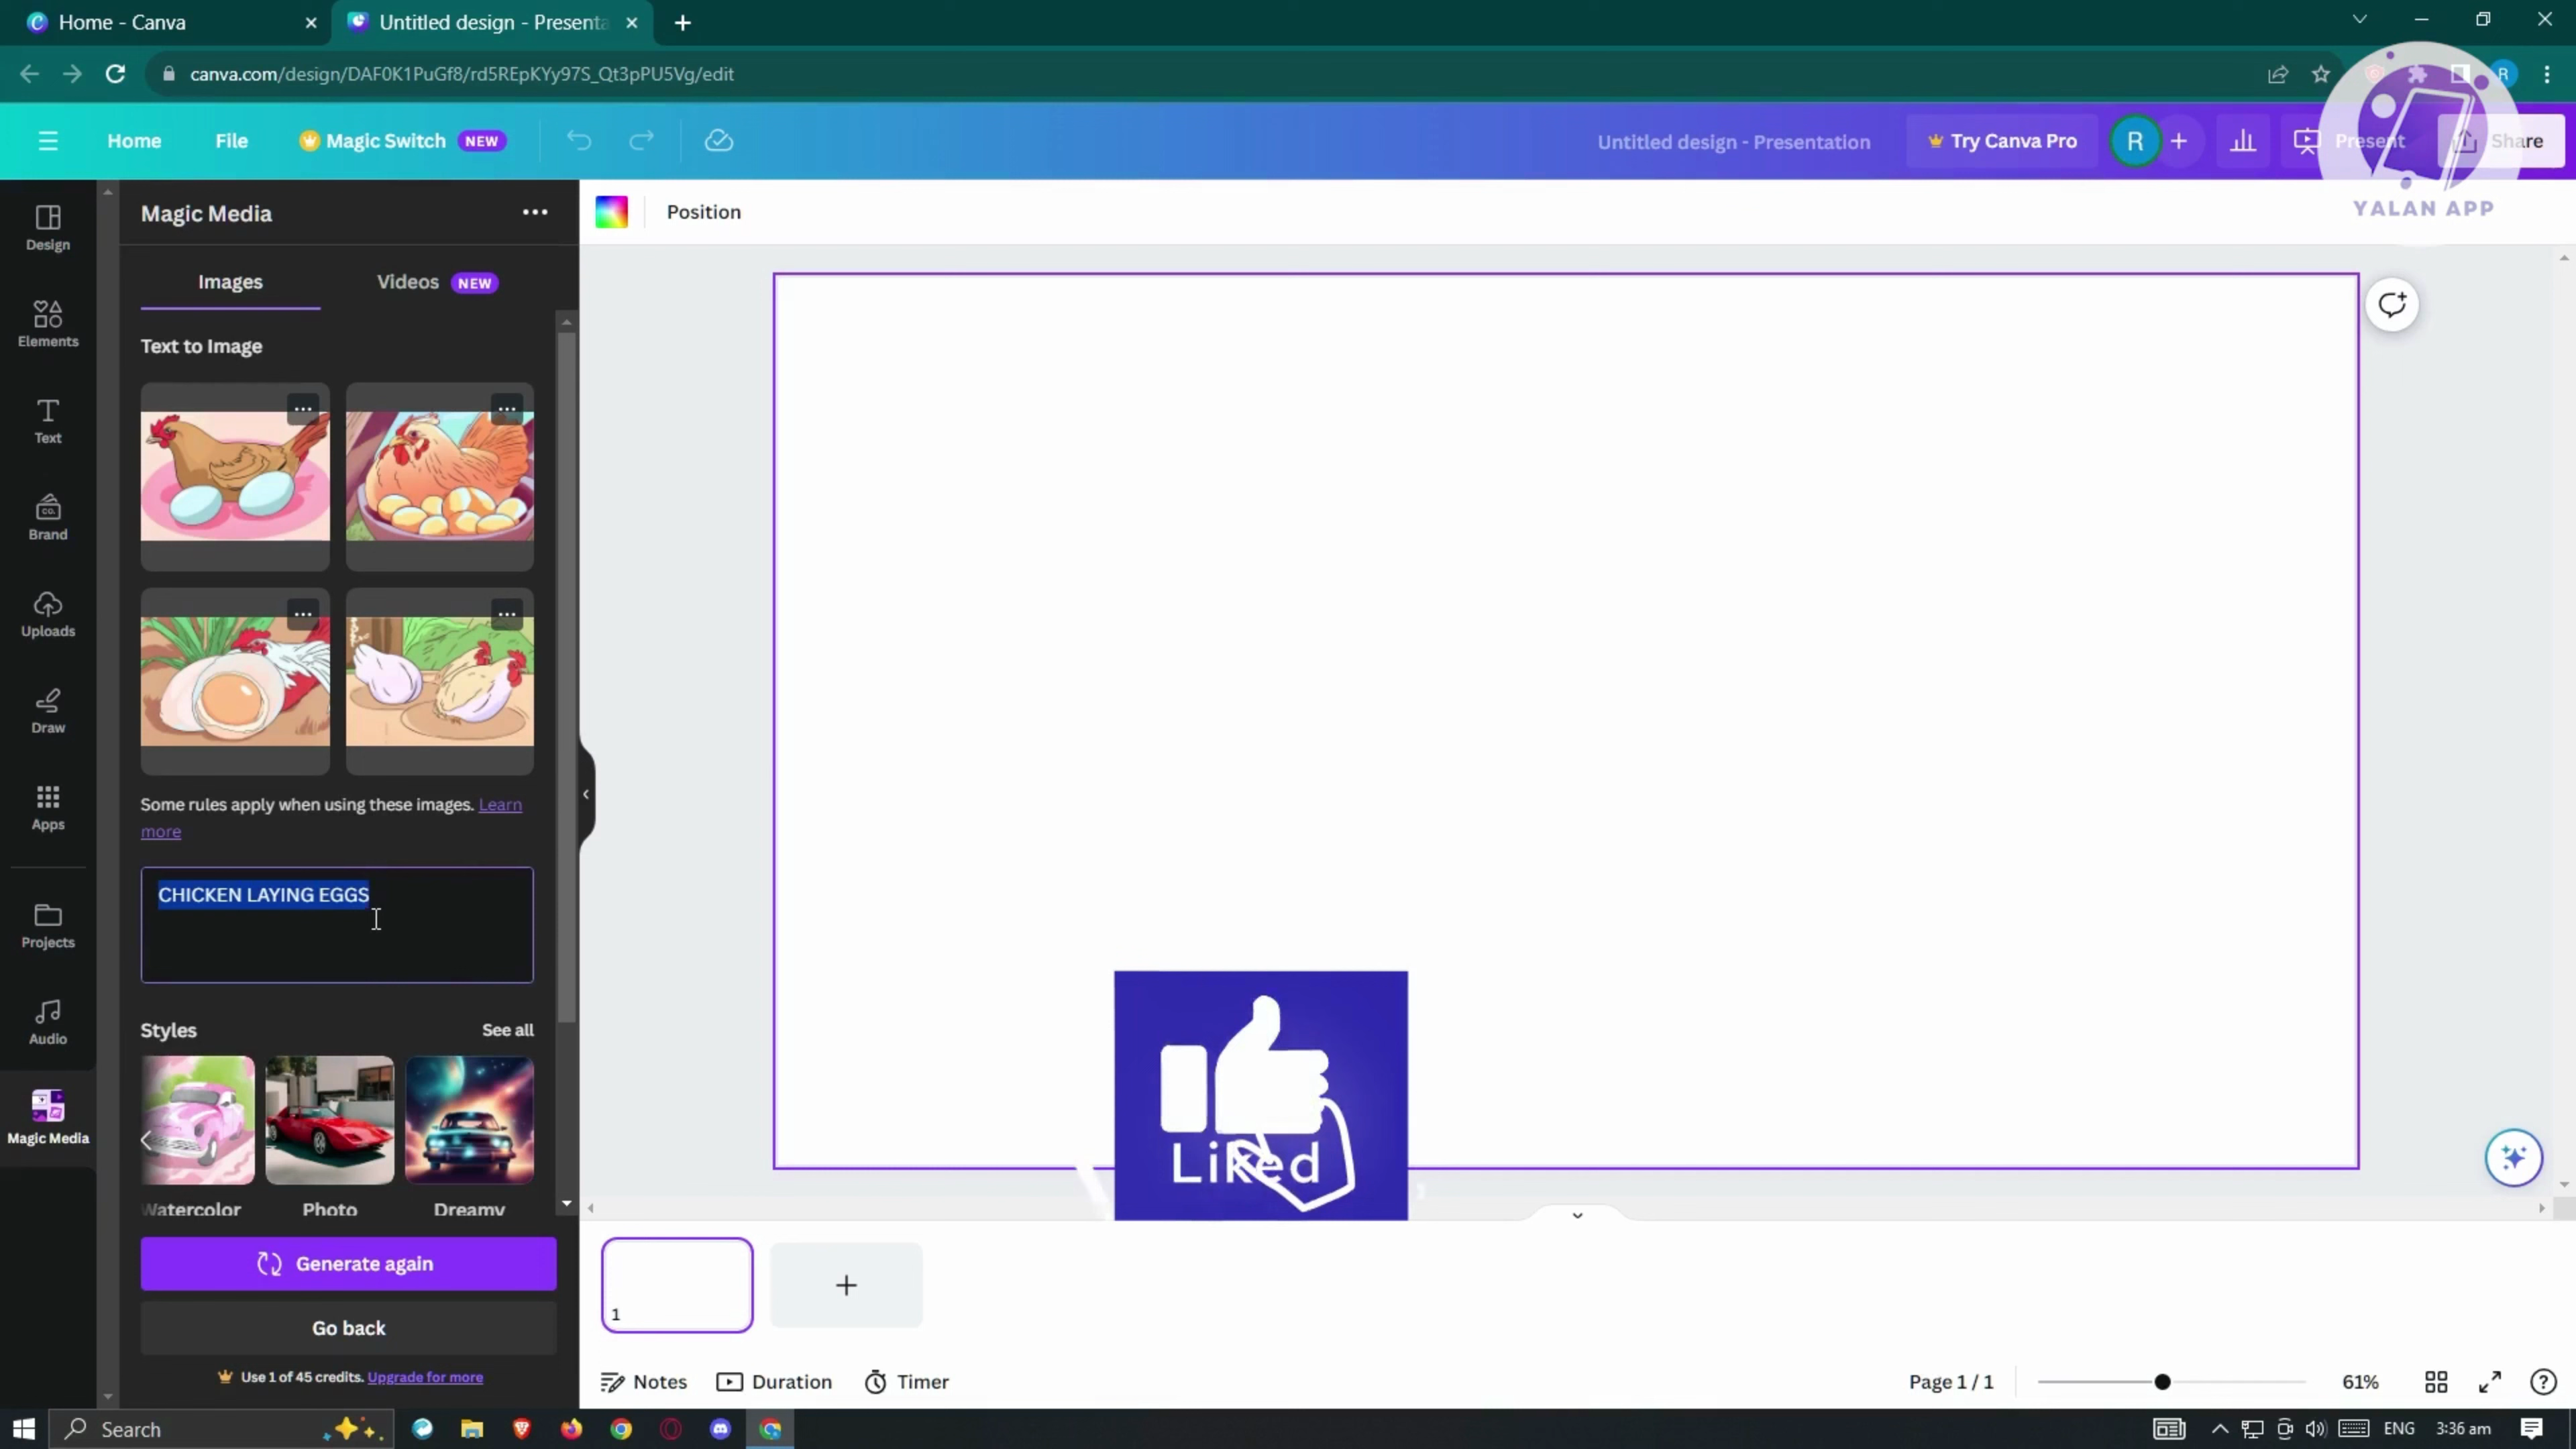 Home - Canva
Untitled design - Presenta
canva.com/design/DAF0K1PuGf8/rd5REpKYy97S_Qt3pPU5Vg/edit
R
Home
File
Magic Switch NEW
Untitled design - Presentation
Try Canva Pro
R
Present
Share
YALAN APP
Design
Elements
Text
Brand
CO.
Uploads
Draw
Apps
Projects
Audio
Magic Media
Magic Media
Images
Videos NEW
Text to Image
Some rules apply when using these images. Learn
more
CHICKEN LAYING EGGS
Styles
See all
Watercolor
Photo
Dreamy
Generate again
Go back
Use 1 of 45 credits. Upgrade for more
Position
Liked
1
Notes
Duration
Timer
Page 1 / 1
61%
Search
ENG
3:36 am